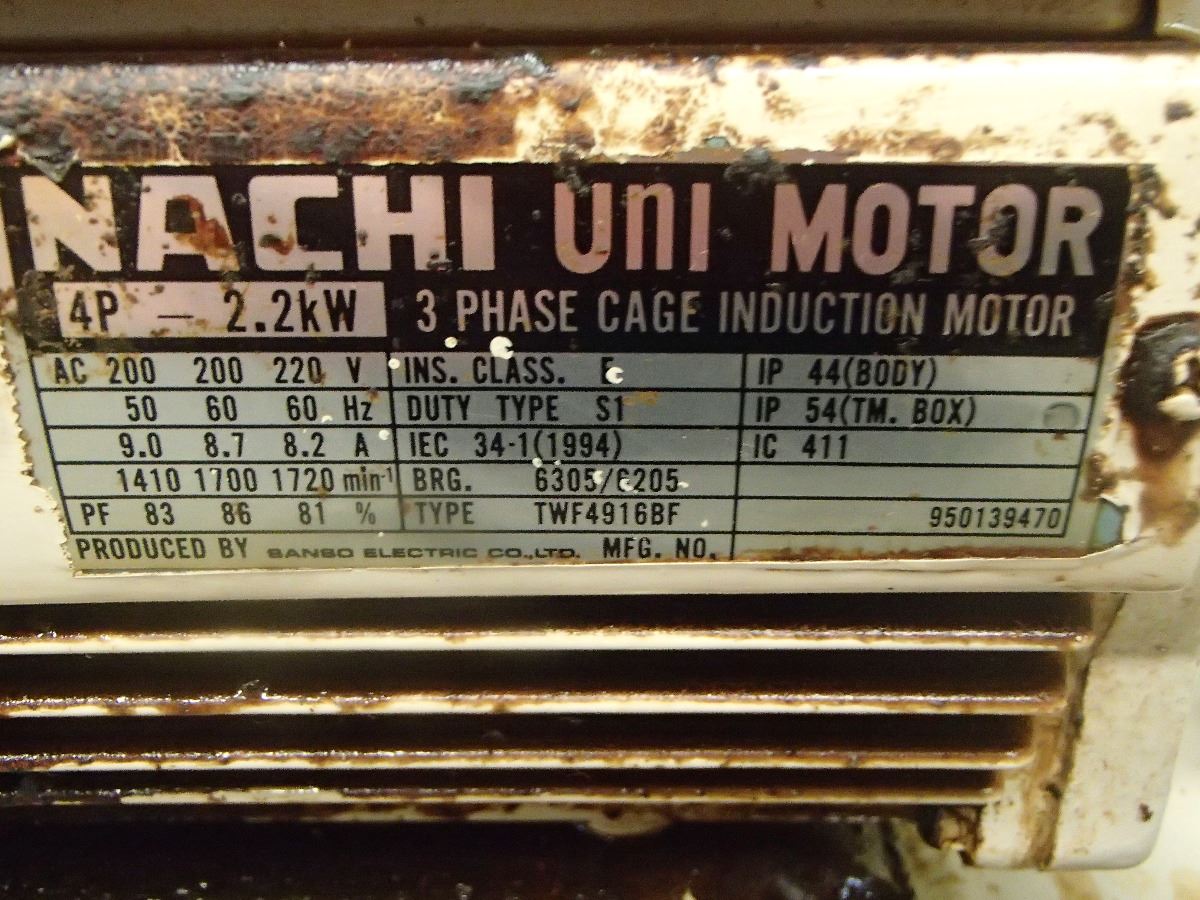 NACHI UNI MOTOR
4P — 2.2kW 3 PHASE CAGE INDUCTION MOTOR
AC 200 200 220 V INS. CLASS. IP 44(BODY)
50 60 60 Hz DUTY TYPE S1 IP 54(TM. BOX)
9.0 8.7 8.2 A IEC 34-1(1994) IC 411
1410 1700 1720 min-1 BRG. 6305/6205
PF 83 86 81 % TYPE TWF4916BF 950139470
PRODUCED BY SANSO ELECTRIC CO.,LTD. MFG. NO.